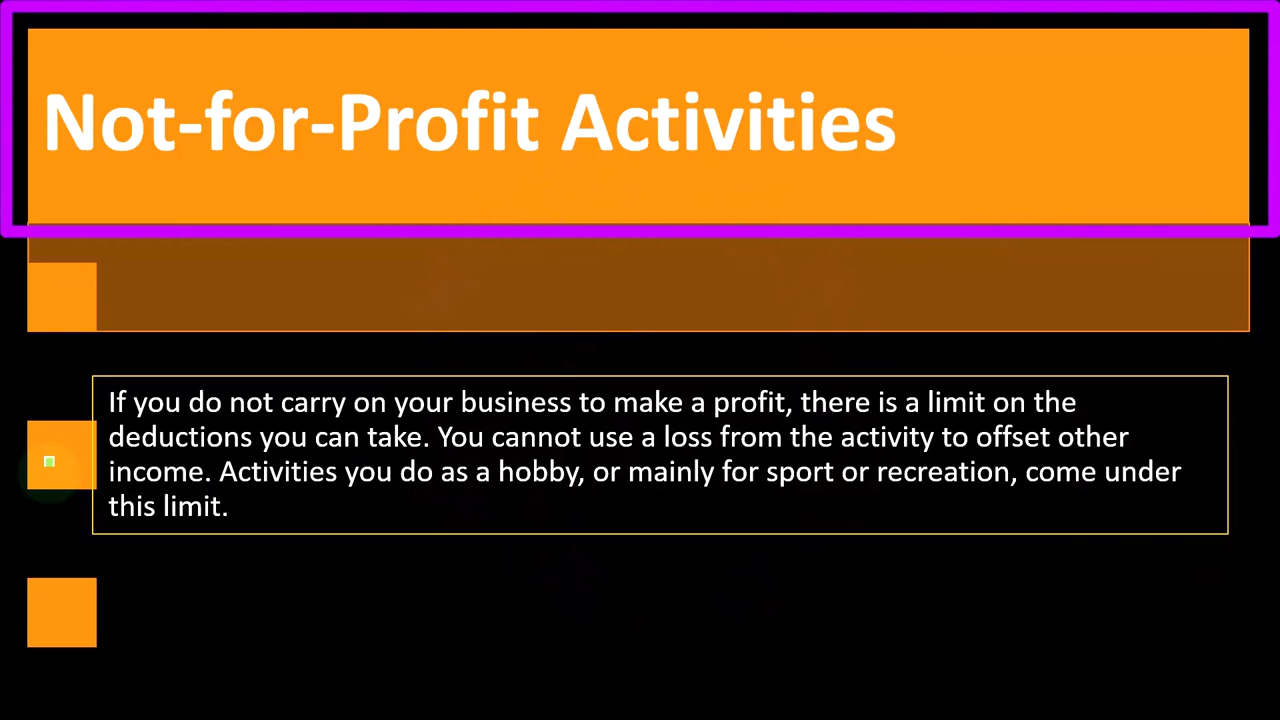 Not-for-Profit Activities
If you do not carry on your business to make a profit, there is a limit on the
deductions you can take. You cannot use a loss from the activity to offset other
income. Activities you do as a hobby, or mainly for sport or recreation, come under
this limit.